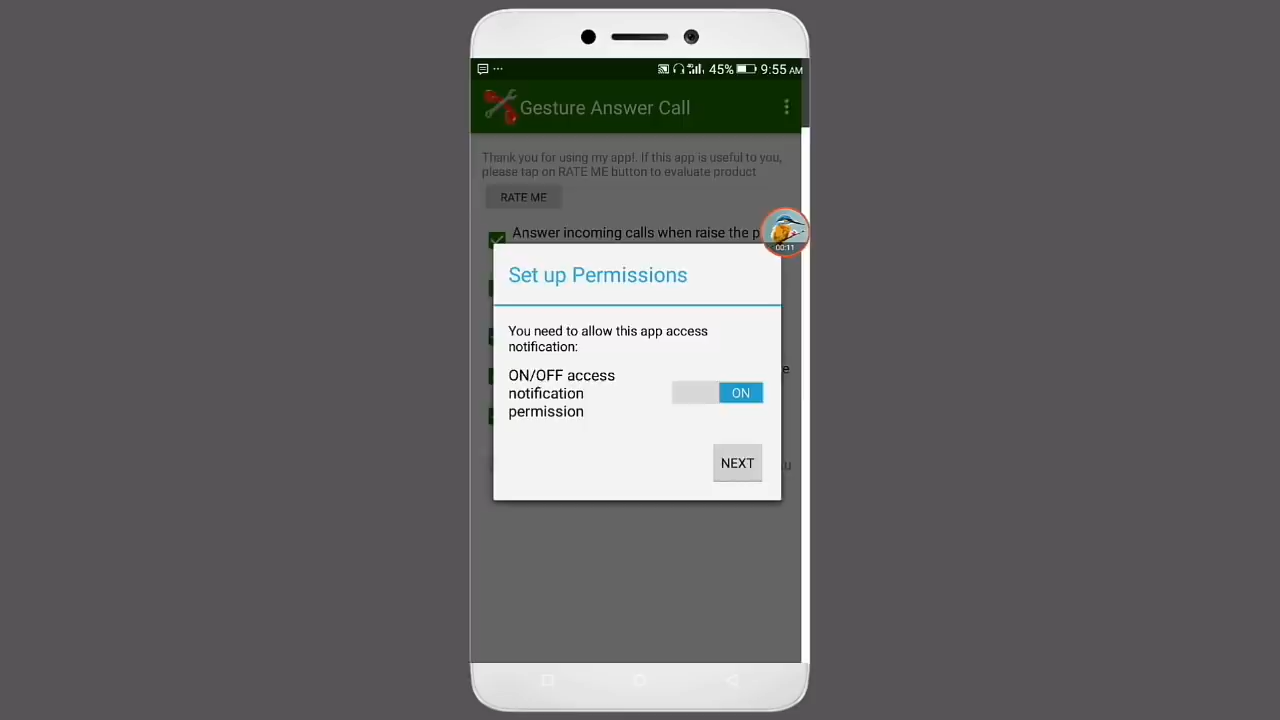 45% 9:55 AM
Gesture Answer Call
Thank you for using my app!. If this app is useful to you,
please tap on RATE ME button to evaluate product
RATE ME
Answer incoming calls when raise the p
00:11
Set up Permissions
You need to allow this app access
notification:
ON/OFF access
notification
permission
ON
NEXT